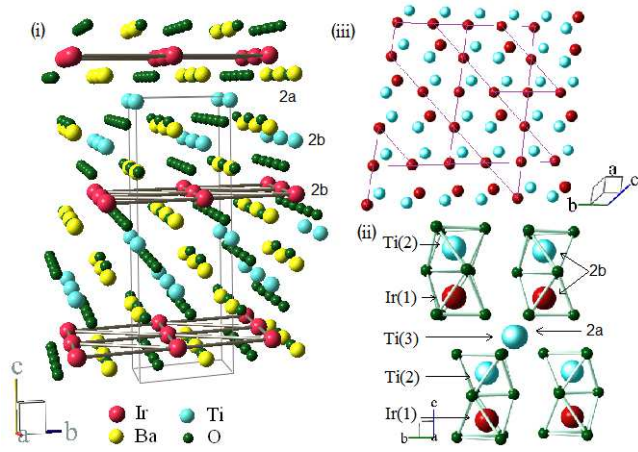 (i)
2a
2b
2b
c
a
b
Ir
Ti
Ba
O
(iii)
a
c
b
(ii)
Ti(2)
Ir(1)
2b
Ti(3)
2a
Ti(2)
Ir(1)
c
b
a